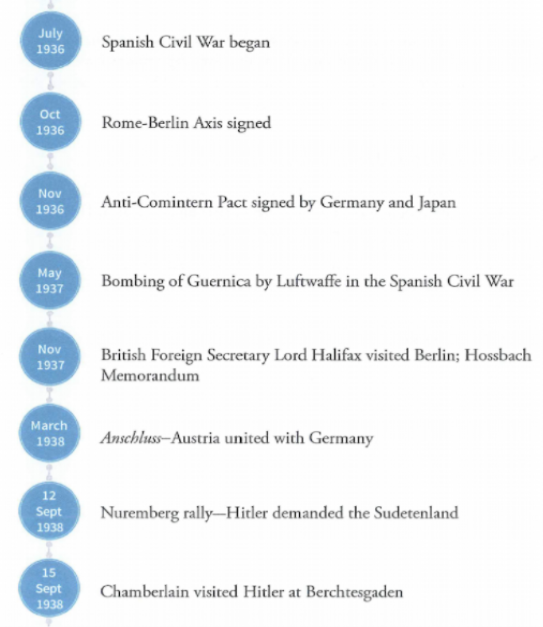 July
1936
Spanish Civil War began
Oct
1936
Rome-Berlin Axis signed
Nov
1936
Anti-Comintern Pact signed by Germany and Japan
May
1937
Bombing of Guernica by Luftwaffe in the Spanish Civil War
Nov
1937
British Foreign Secretary Lord Halifax visited Berlin; Hossbach
Memorandum
March
1938
Anschluss—Austria united with Germany
12
Sept
1938
Nuremberg rally—Hitler demanded the Sudetenland
15
Sept
1938
Chamberlain visited Hitler at Berchtesgaden